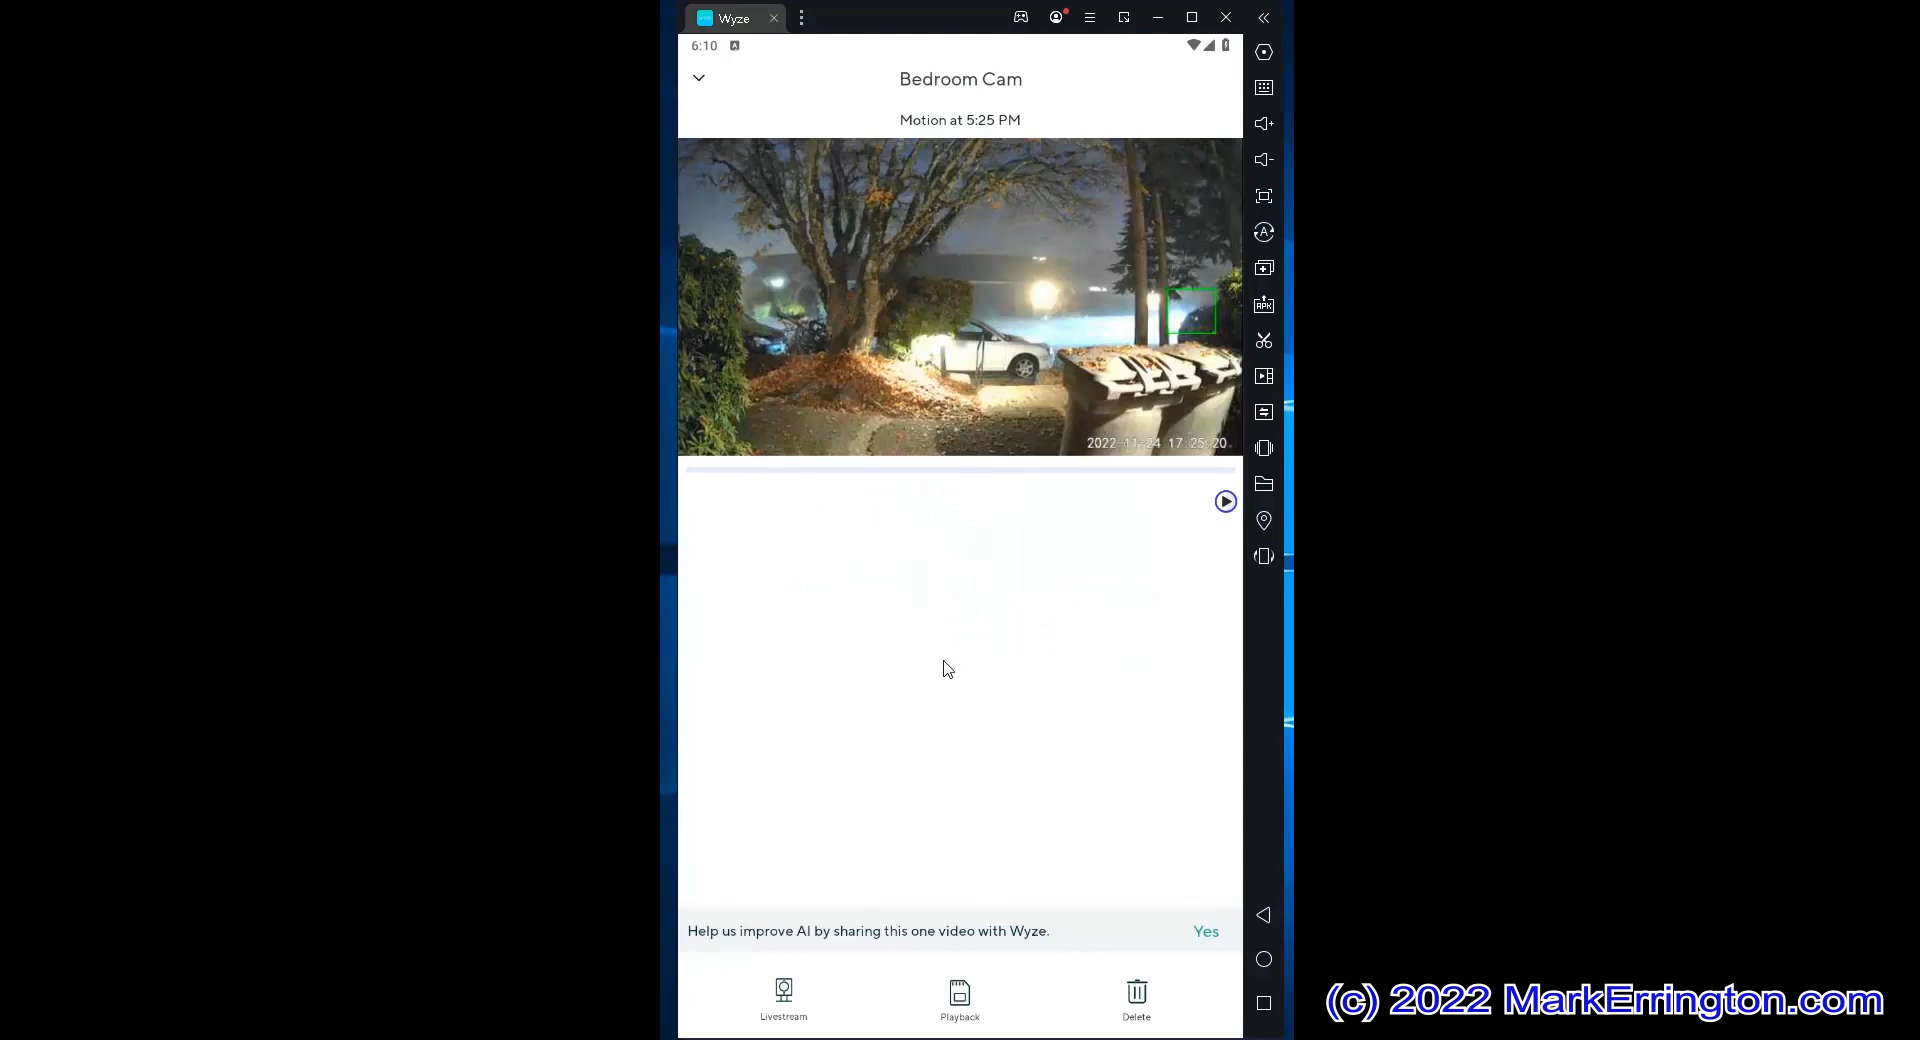 Wyze
6:10
Bedroom Cam
Motion at 5:25 PM
2022-11-24 17:25:20
Help us improve AI by sharing this one video with Wyze.
Yes
Livestream
Playback
Delete
(c) 2022 MarkErrington.com